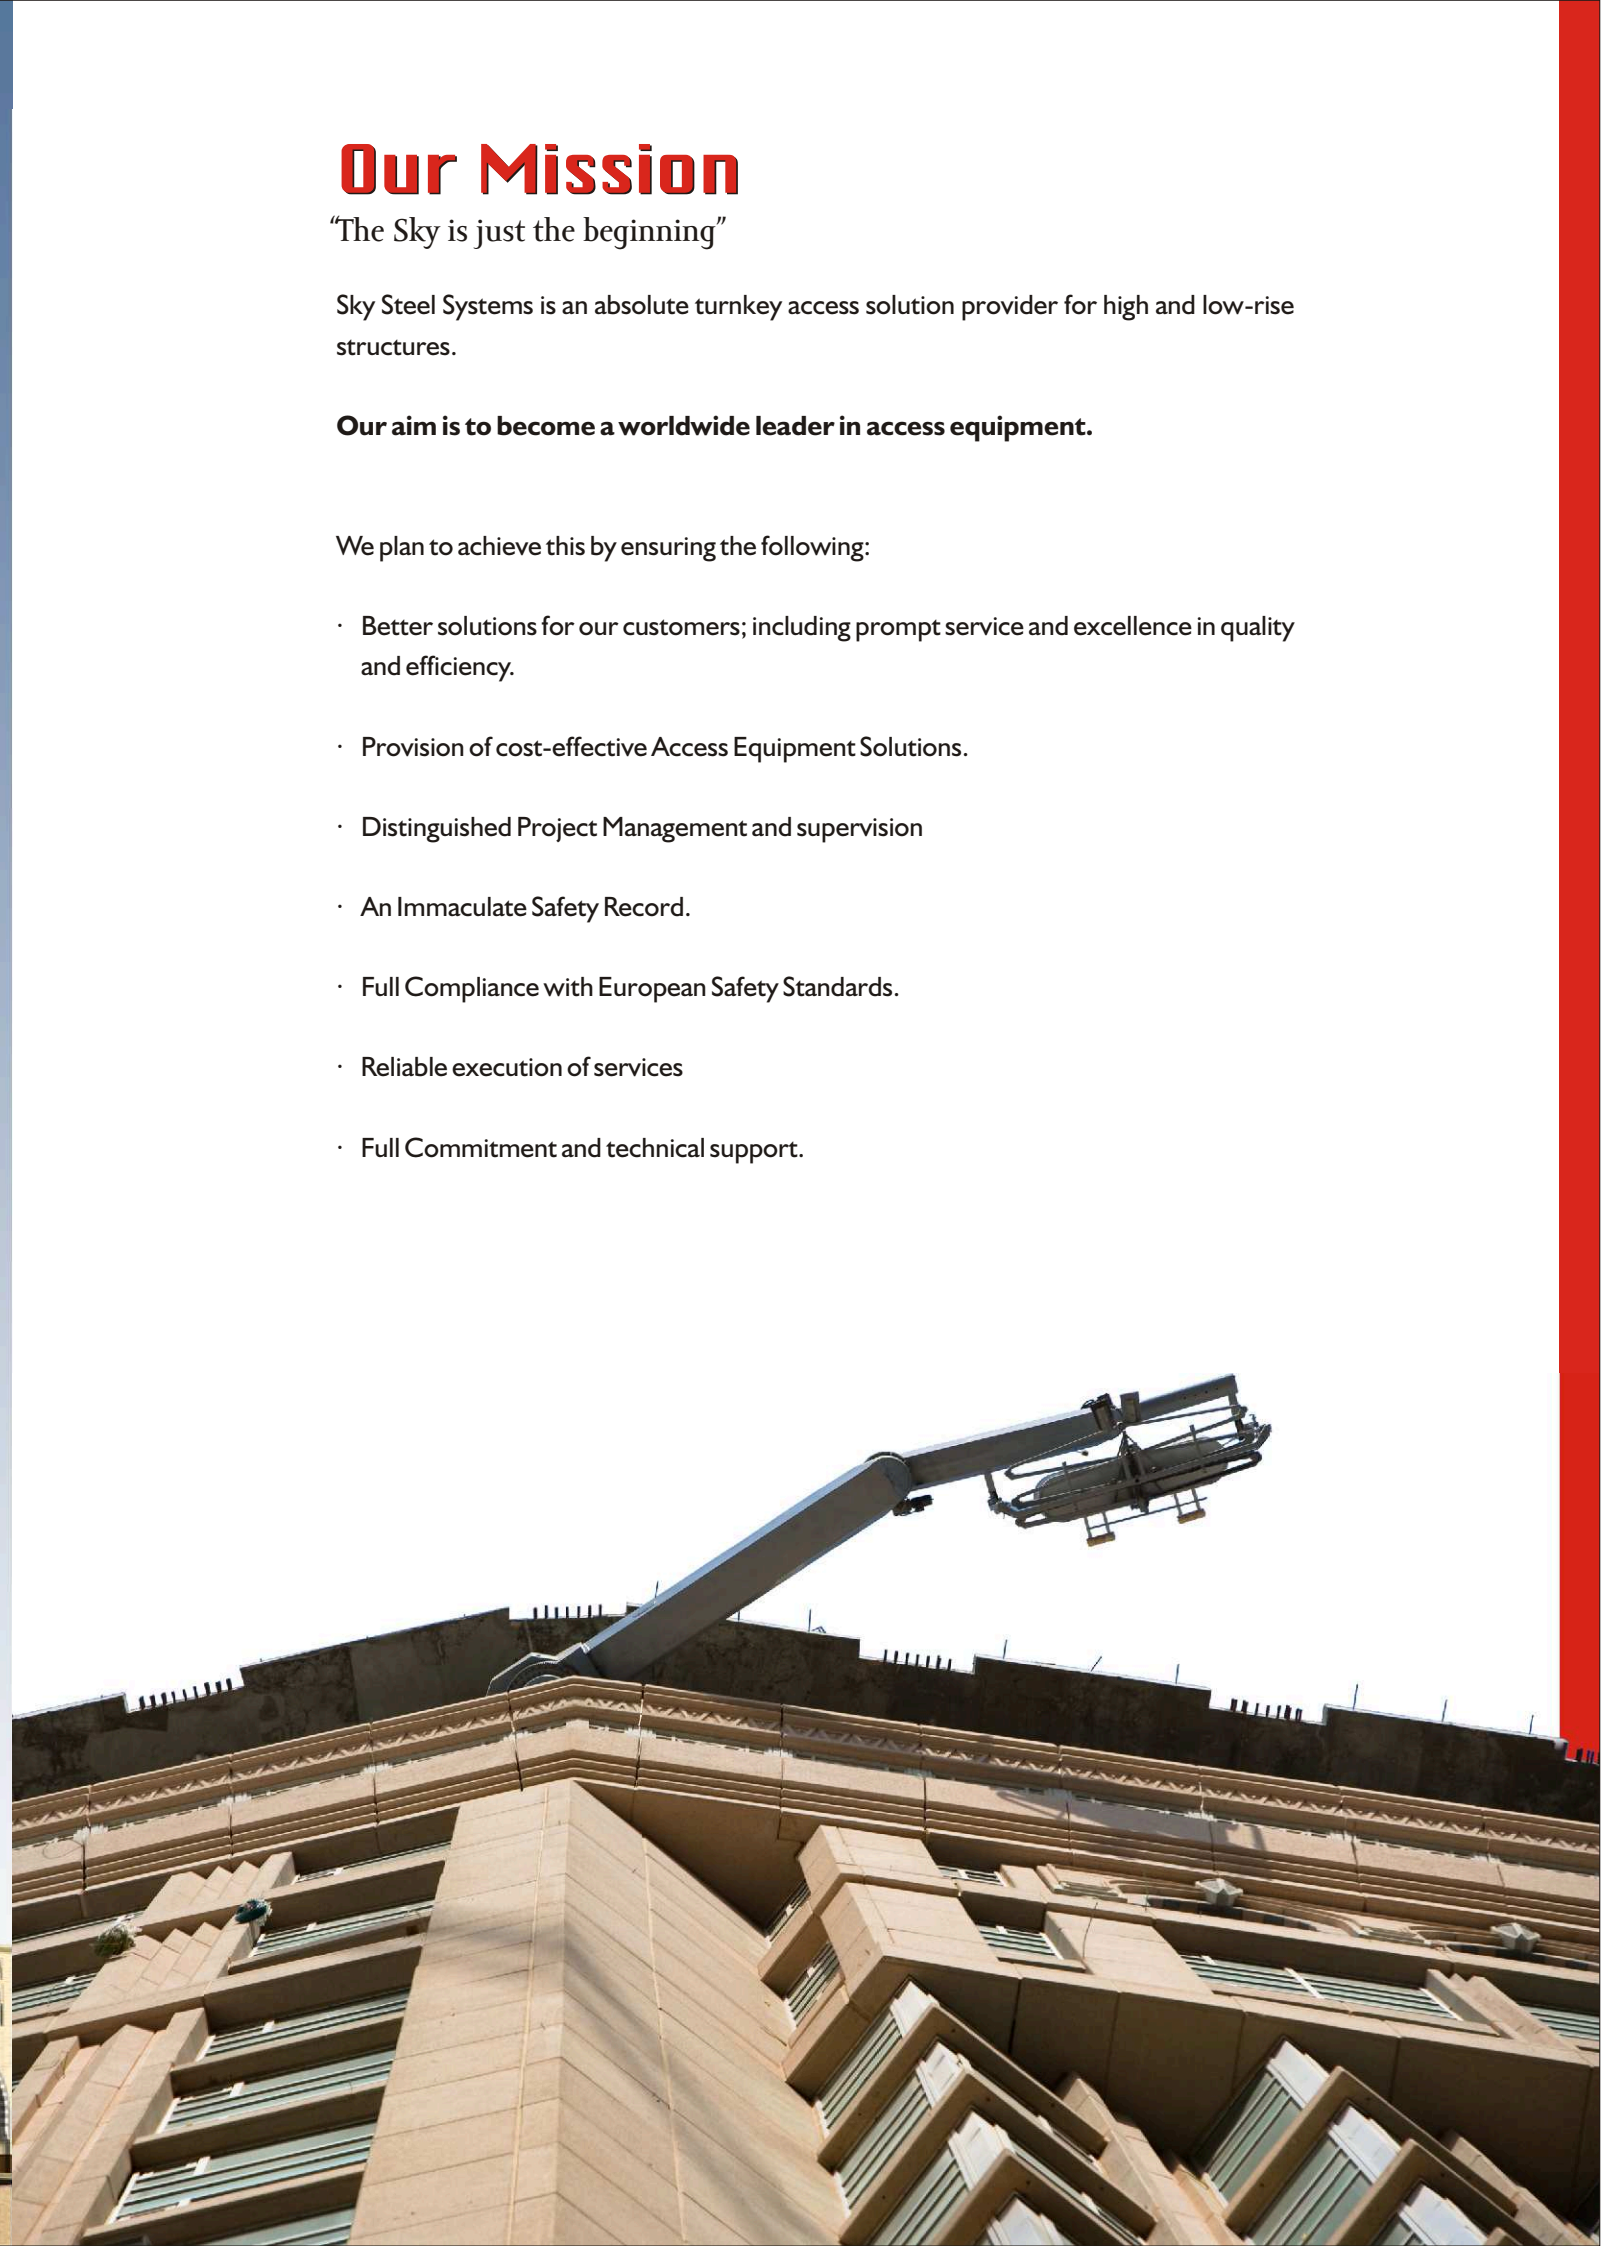 Our Mission
“The Sky is just the beginning”
Sky Steel Systems is an absolute turnkey access solution provider for high and low-rise
structures.
Our aim is to become a worldwide leader in access equipment.
We plan to achieve this by ensuring the following:
· Better solutions for our customers; including prompt service and excellence in quality
and efficiency.
· Provision of cost-effective Access Equipment Solutions.
· Distinguished Project Management and supervision
· An Immaculate Safety Record.
· Full Compliance with European Safety Standards.
· Reliable execution of services
· Full Commitment and technical support.